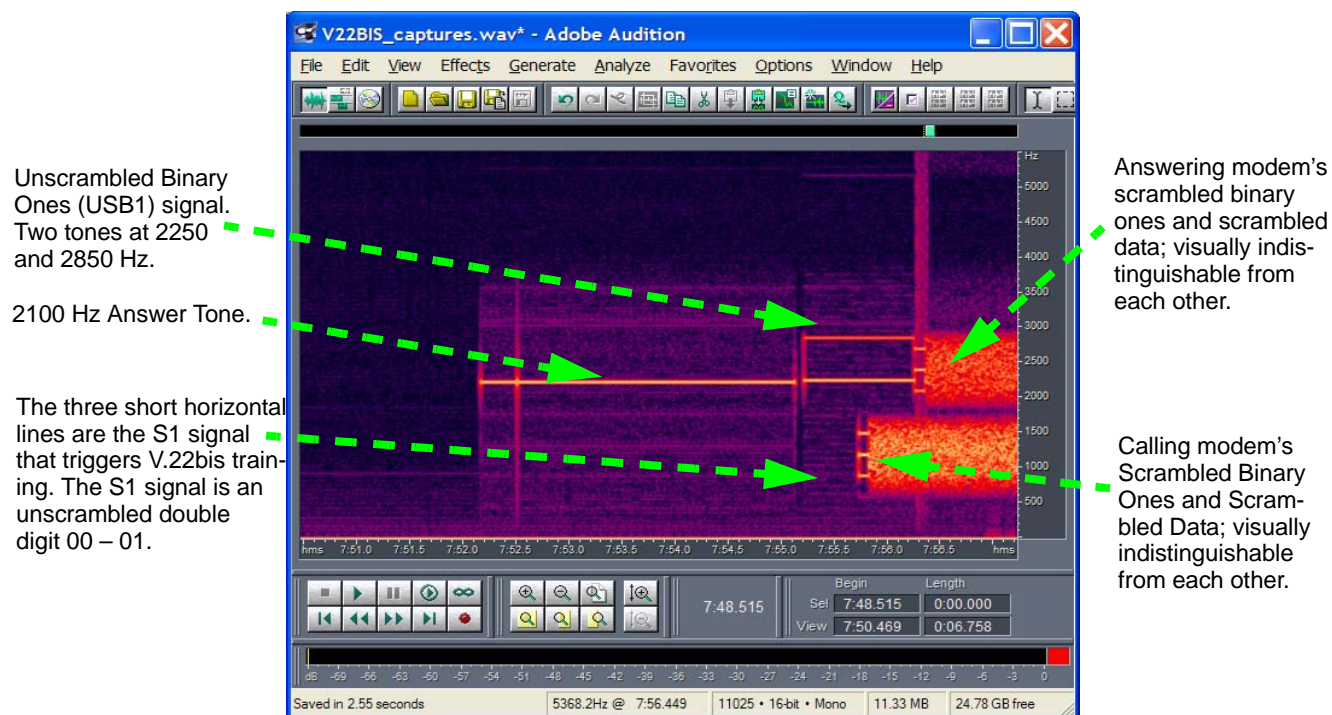 V22BIS_captures.wav* - Adobe Audition
File Edit View Effects Generate Analyze Favorites Options Window Help
Unscrambled Binary
Ones (USB1) signal.
Two tones at 2250
and 2850 Hz.
2100 Hz Answer Tone.
The three short horizontal
lines are the S1 signal
that triggers V.22bis train-
ing. The S1 signal is an
unscrambled double
digit 00 – 01.
Hz
5000
4500
4000
3500
3000
2500
2000
1500
1000
500
hms 7:51.0 7:51.5 7:52.0 7:52.5 7:53.0 7:53.5 7:54.0 7:54.5 7:55.0 7:55.5 7:56.0 7:56.5 hms
Answering modem's
scrambled binary
ones and scrambled
data; visually indis-
tinguishable from
each other.
Calling modem's
Scrambled Binary
Ones and Scram-
bled Data; visually
indistinguishable
from each other.
7:48.515
Begin Length
Sel 7:48.515 0:00.000
View 7:50.469 0:06.758
dB -69 -66 -63 -60 -57 -54 -51 -48 -45 -42 -39 -36 -33 -30 -27 -24 -21 -18 -15 -12 -9 -6 -3 0
Saved in 2.55 seconds 5368.2Hz @ 7:56.449 11025 • 16-bit • Mono 11.33 MB 24.78 GB free